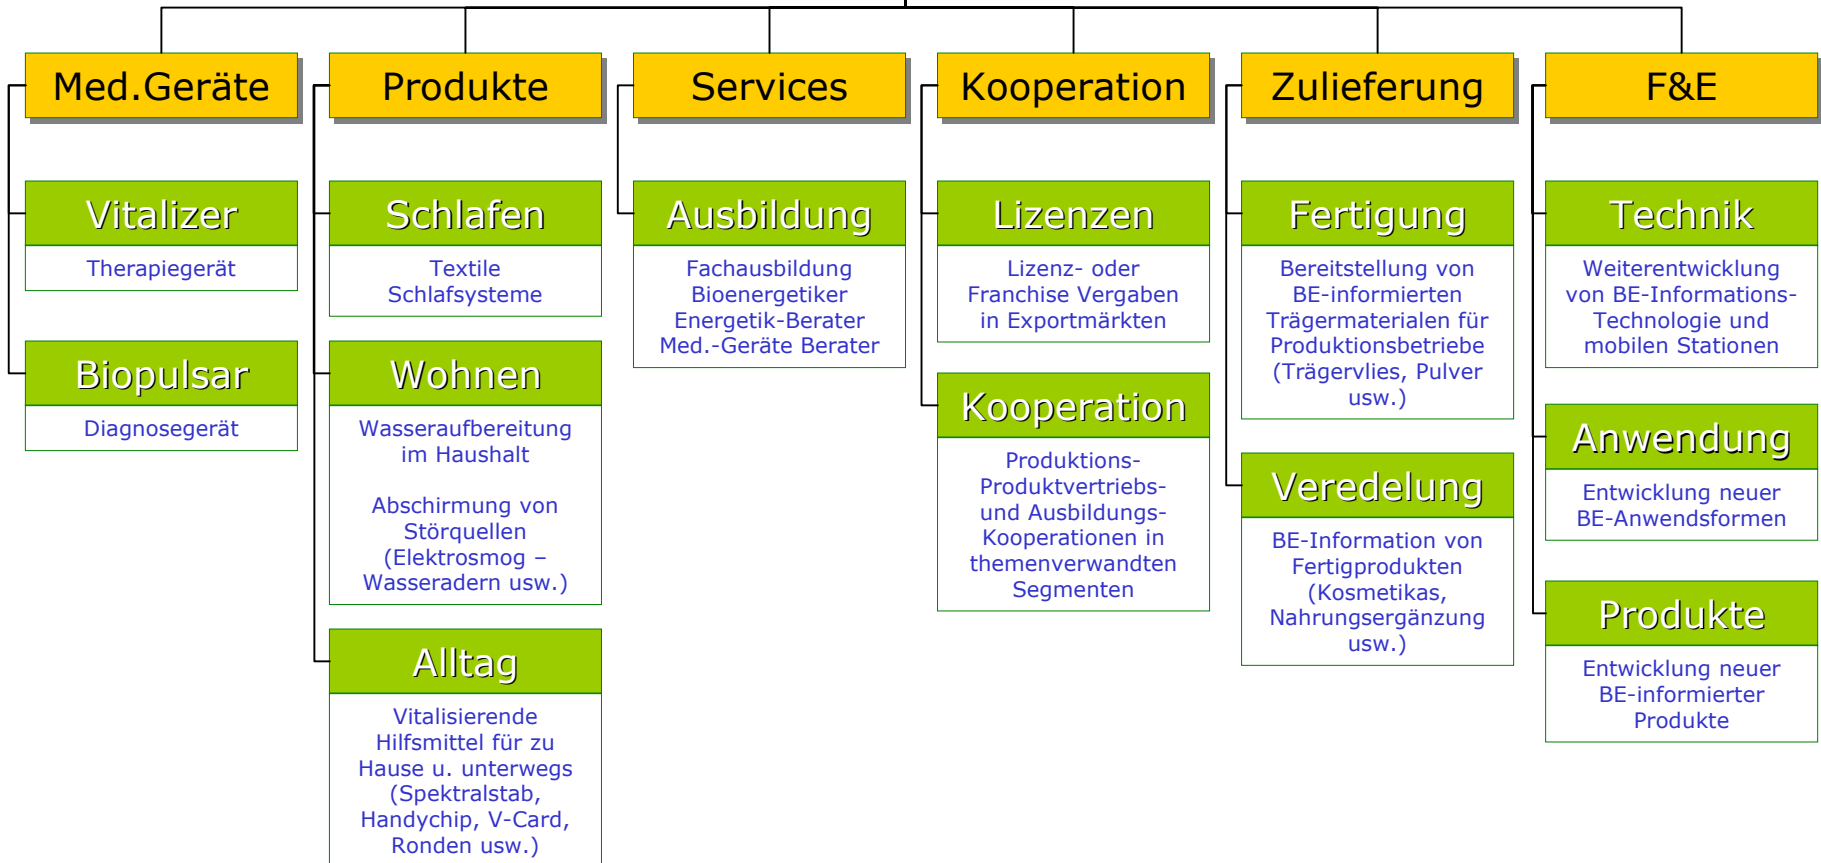 Med.Geräte
Vitalizer
Therapiegerät
Biopulsar
Diagnosegerät
Produkte
Schlafen
Textile
Schlafsysteme
Wohnen
Wasseraufbereitung
im Haushalt
Abschirmung von
Störquellen
(Elektrosmog –
Wasseradern usw.)
Alltag
Vitalisierende
Hilfsmittel für zu
Hause u. unterwegs
(Spektralstab,
Handychip, V-Card,
Ronden usw.)
Services
Ausbildung
Fachausbildung
Bioenergetiker
Energetik-Berater
Med.-Geräte Berater
Kooperation
Lizenzen
Lizenz- oder
Franchise Vergaben
in Exportmärkten
Kooperation
Produktions-
Produktvertriebs-
und Ausbildungs-
Kooperationen in
themenverwandten
Segmenten
Zulieferung
Fertigung
Bereitstellung von
BE-informierten
Trägermaterialen für
Produktionsbetriebe
(Trägervlies, Pulver
usw.)
Veredelung
BE-Information von
Fertigprodukten
(Kosmetikas,
Nahrungsergänzung
usw.)
F&E
Technik
Weiterentwicklung
von BE-Informations-
Technologie und
mobilen Stationen
Anwendung
Entwicklung neuer
BE-Anwendsformen
Produkte
Entwicklung neuer
BE-informierter
Produkte